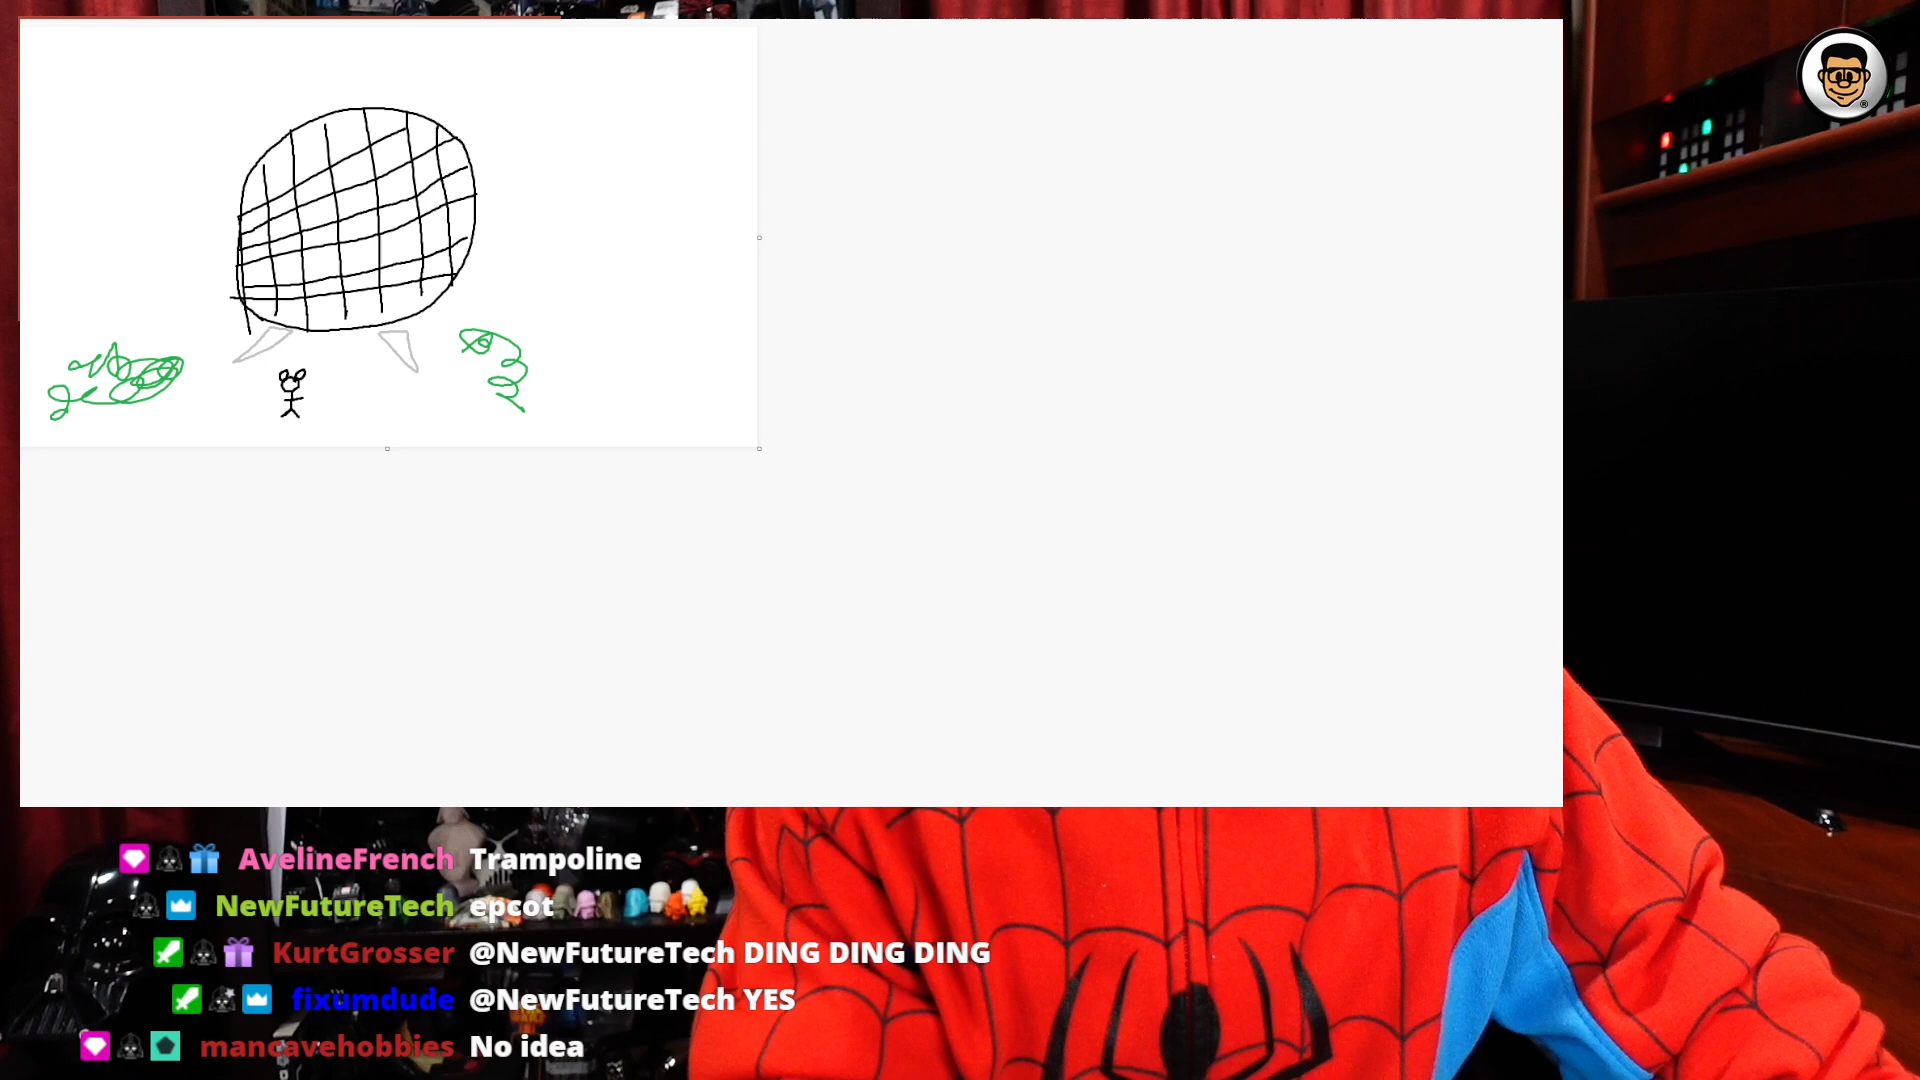 AvelineFrench Trampoline
NewFutureTech epcot
KurtGrosser @NewFutureTech DING DING DING
fixumdude @NewFutureTech YES
mancavehobbies No idea
®